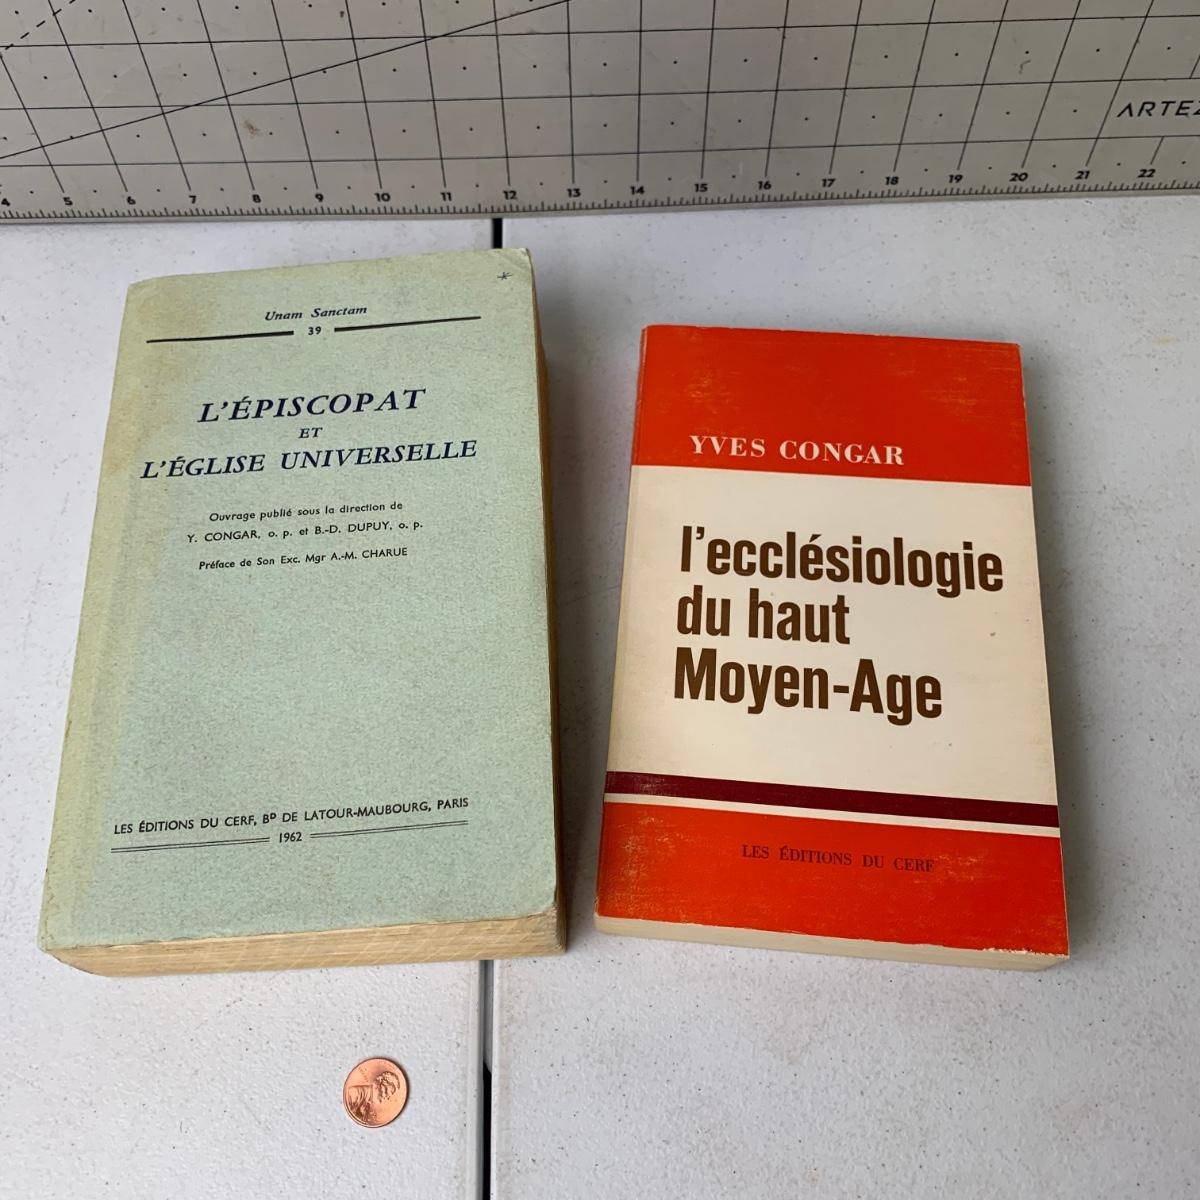 ARTEZ
4 5 6 7 8 9 10 11 12 13 14 15 16 17 18 19 20 21 22
Unam Sanctam
39
L'ÉPISCOPAT
ET
L'ÉGLISE UNIVERSELLE
Ouvrage publié sous la direction de
Y. CONGAR, o. p. et B.-D. DUPUY, o. p.
Préface de Son Exc. Mgr A.-M. CHARUE
LES ÉDITIONS DU CERF, Bᴰ DE LATOUR-MAUBOURG, PARIS
1962
YVES CONGAR
l'ecclésiologie
du haut
Moyen-Age
LES ÉDITIONS DU CERF